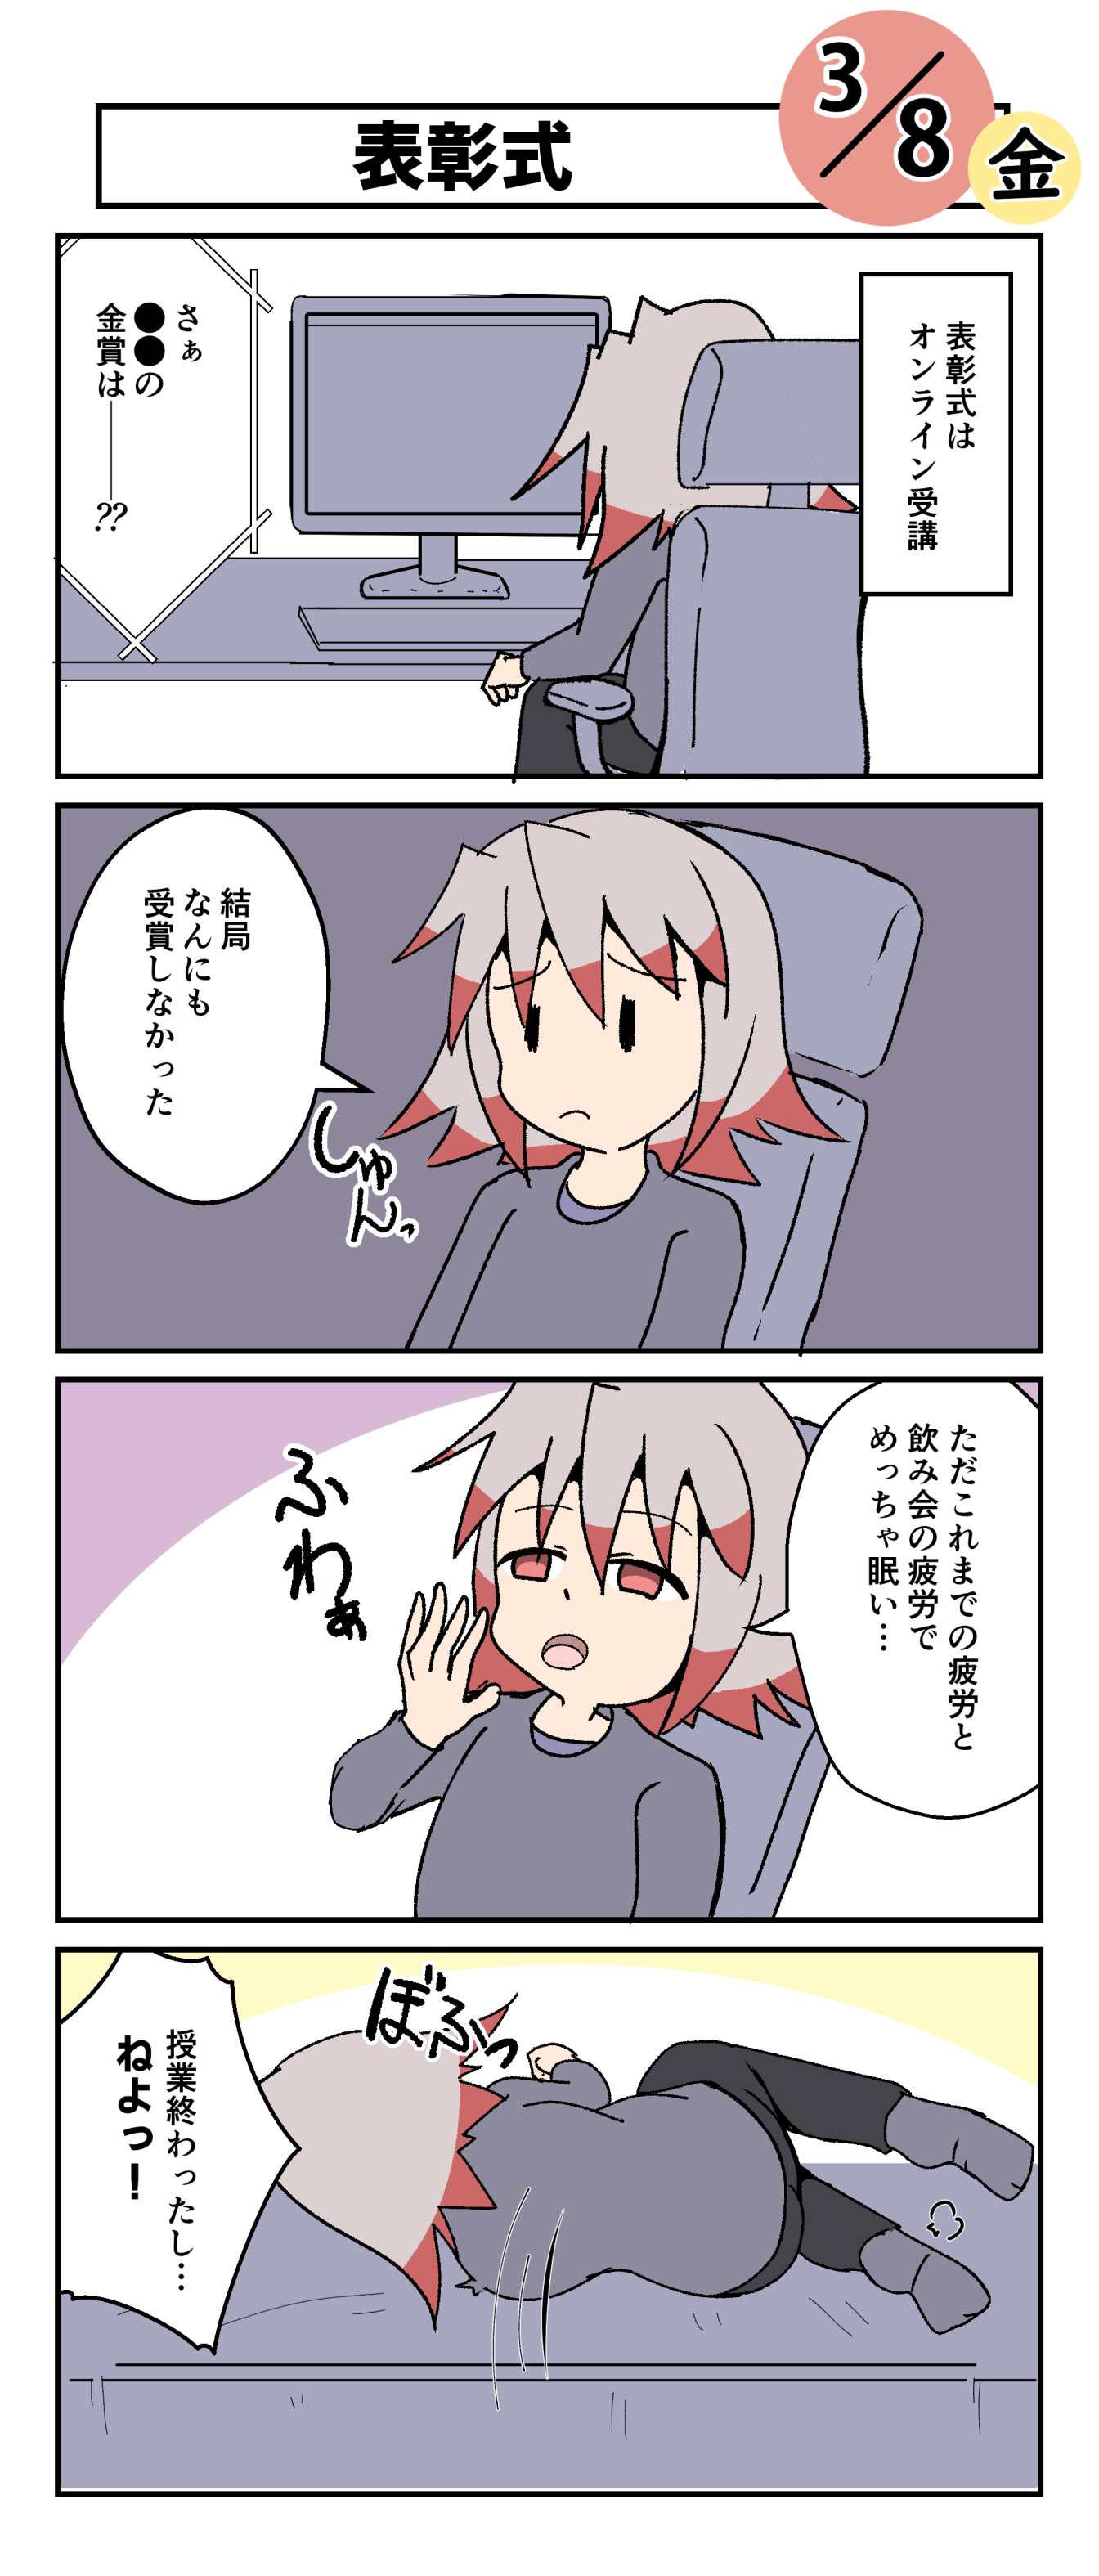 表彰式
3/8
金
表彰式は
オンライン受講
さぁ
●●の
金賞は――??
結局
なんにも
受賞しなかった
しゅんっ
ただこれまでの疲労と
飲み会の疲労で
めっちゃ眠い…
ふわぁ
ぼふっ
授業終わったし…
ねよっ！